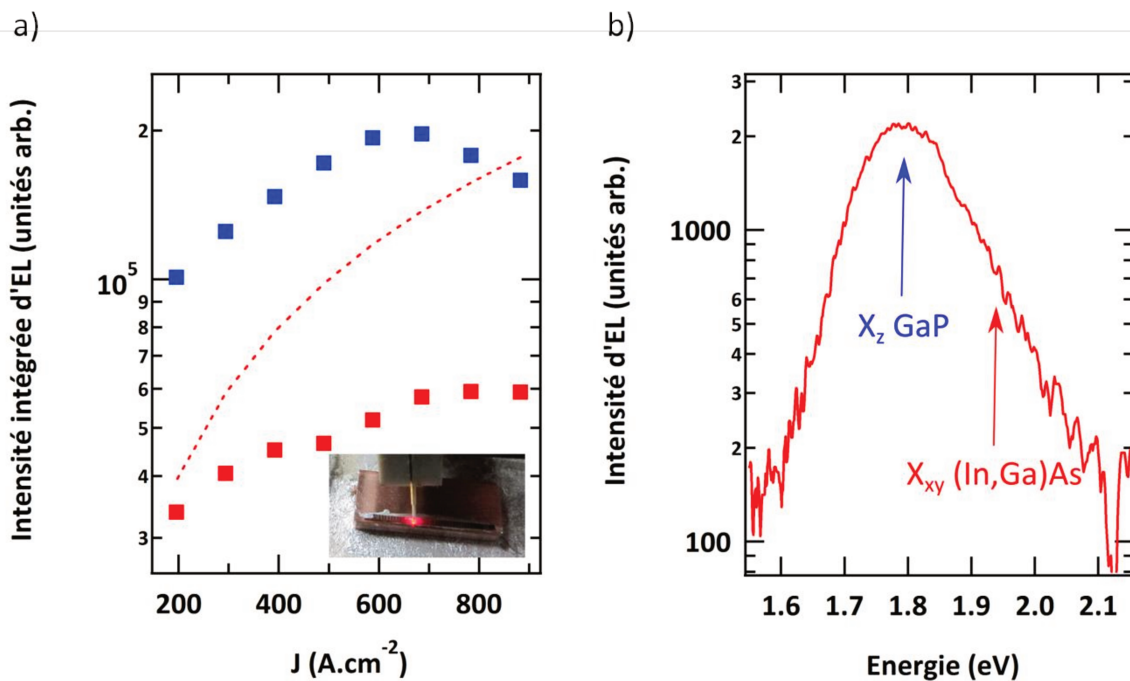 a)
Intensité intégrée d'EL (unités arb.)
2
10^5
9
8
7
6
5
4
3
200 400 600 800
J (A.cm^-2)
b)
Intensité d'EL (unités arb.)
3
2
1000
6
5
4
3
2
100
X_z GaP
X_xy (In,Ga)As
1.6 1.7 1.8 1.9 2.0 2.1
Energie (eV)